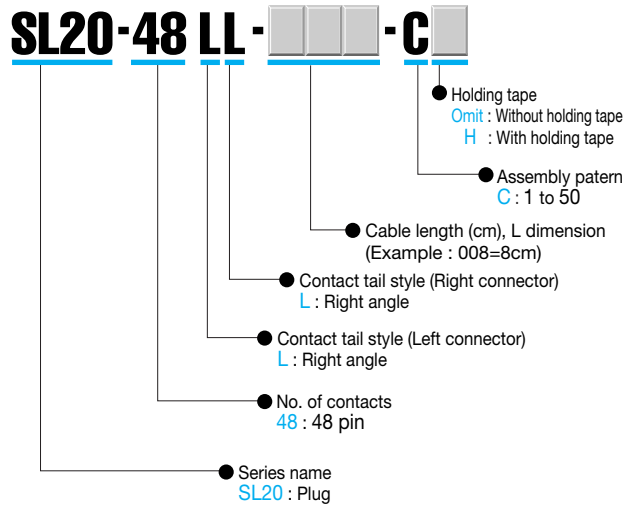 SL20-48 LL- -C
Holding tape
Omit : Without holding tape
H : With holding tape
Assembly patern
C : 1 to 50
Cable length (cm), L dimension
(Example : 008=8cm)
Contact tail style (Right connector)
L : Right angle
Contact tail style (Left connector)
L : Right angle
No. of contacts
48 : 48 pin
Series name
SL20 : Plug